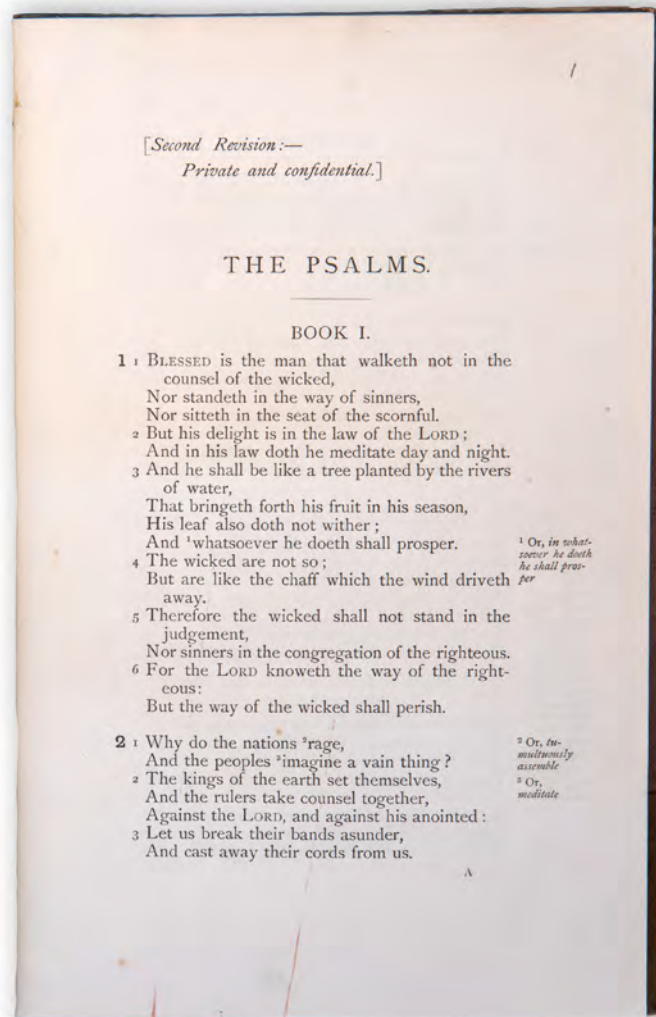 1
[Second Revision:—
Private and confidential.]
THE PSALMS.
BOOK I.
1 1 BLESSED is the man that walketh not in the
counsel of the wicked,
Nor standeth in the way of sinners,
Nor sitteth in the seat of the scornful.
2 But his delight is in the law of the LORD;
And in his law doth he meditate day and night.
3 And he shall be like a tree planted by the rivers
of water,
That bringeth forth his fruit in his season,
His leaf also doth not wither;
And ¹whatsoever he doeth shall prosper.
4 The wicked are not so;
But are like the chaff which the wind driveth
away.
5 Therefore the wicked shall not stand in the
judgement,
Nor sinners in the congregation of the righteous.
6 For the LORD knoweth the way of the right-
eous:
But the way of the wicked shall perish.
¹ Or, in what-
soever he doeth
he shall pros-
per
2 1 Why do the nations ²rage,
And the peoples ³imagine a vain thing?
2 The kings of the earth set themselves,
And the rulers take counsel together,
Against the LORD, and against his anointed:
3 Let us break their bands asunder,
And cast away their cords from us.
² Or, tu-
multuously
assemble
³ Or,
meditate
A